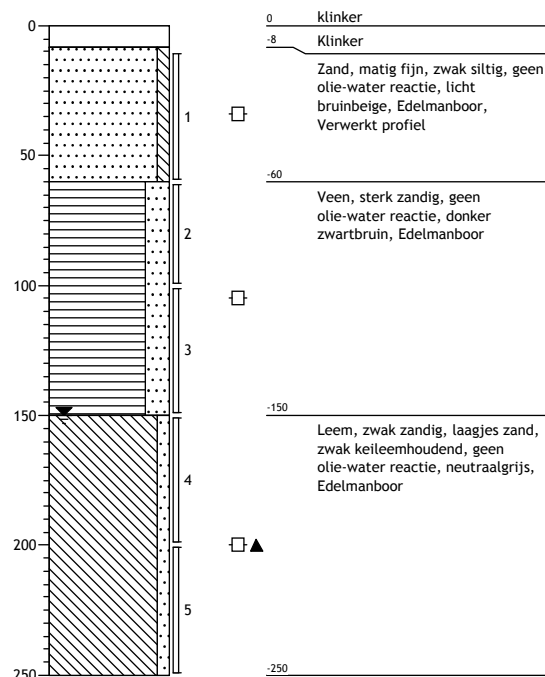 0
0
klinker
-8
Klinker
Zand, matig fijn, zwak siltig, geen
olie-water reactie, licht
bruinbeige, Edelmanboor,
Verwerkt profiel
1
50
-60
Veen, sterk zandig, geen
olie-water reactie, donker
zwartbruin, Edelmanboor
2
100
3
150
-150
Leem, zwak zandig, laagjes zand,
zwak keileemhoudend, geen
olie-water reactie, neutraalgrijs,
Edelmanboor
4
200
5
250
-250